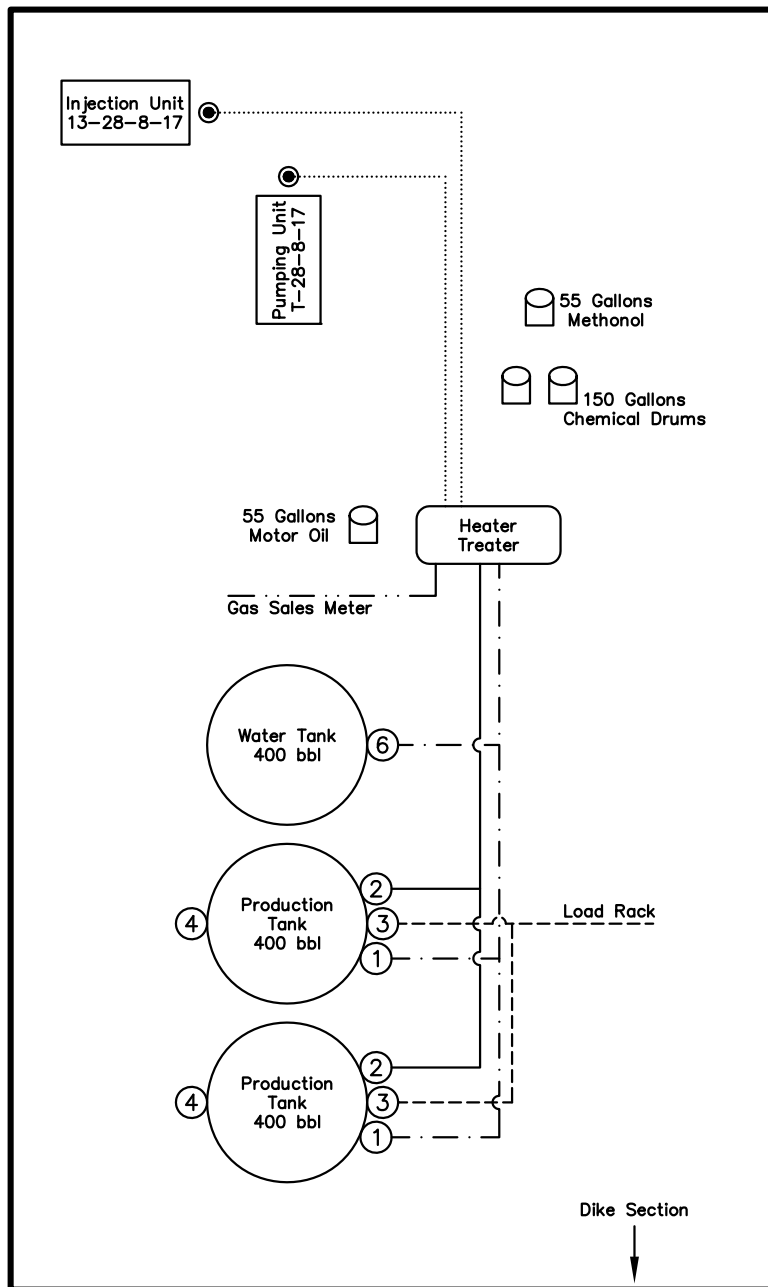 Injection Unit
13-28-8-17
Pumping Unit
T-28-8-17
55 Gallons
Methonol
150 Gallons
Chemical Drums
55 Gallons
Motor Oil
Heater
Treater
Gas Sales Meter
Water Tank
400 bbl
6
Production
Tank
400 bbl
4
2
3
1
Load Rack
Production
Tank
400 bbl
4
2
3
1
Dike Section